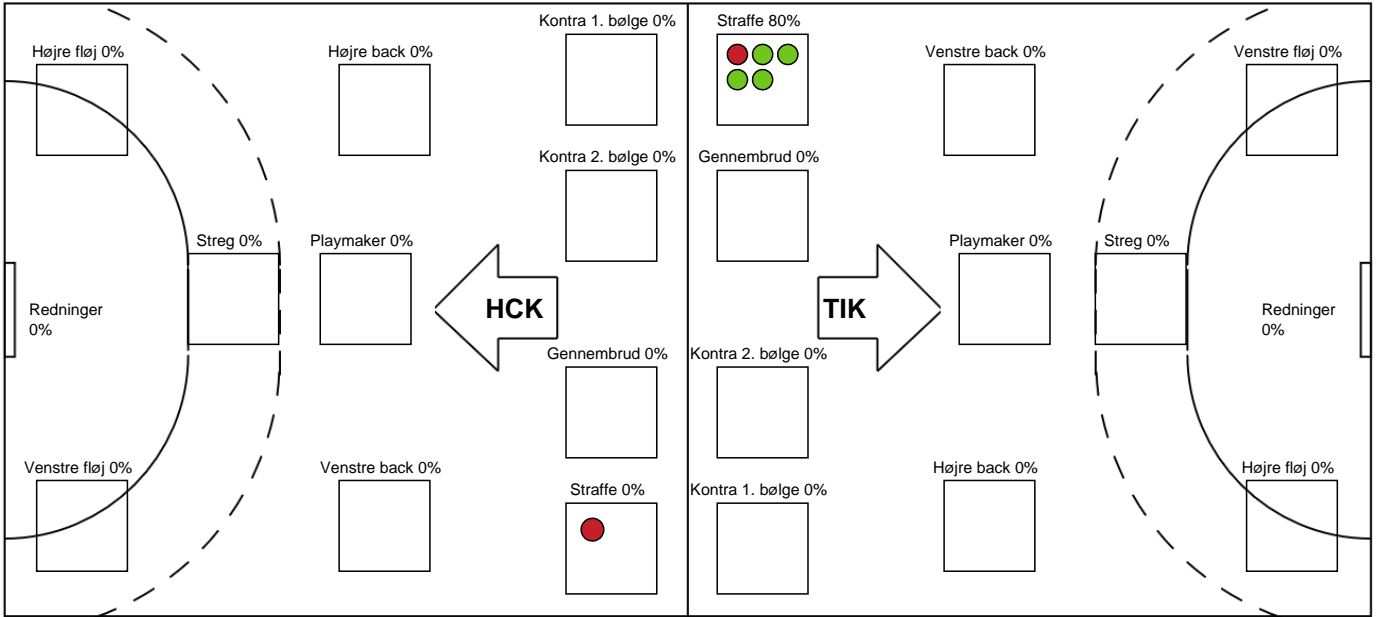 Kontra 1. bølge 0%
Straffe 80%
Højre fløj 0%
Højre back 0%
Venstre back 0%
Venstre fløj 0%
Kontra 2. bølge 0%
Gennembrud 0%
Streg 0%
Playmaker 0%
Playmaker 0%
Streg 0%
Redninger
0%
HCK
TIK
Redninger
0%
Gennembrud 0%
Kontra 2. bølge 0%
Venstre fløj 0%
Venstre back 0%
Højre back 0%
Højre fløj 0%
Straffe 0%
Kontra 1. bølge 0%